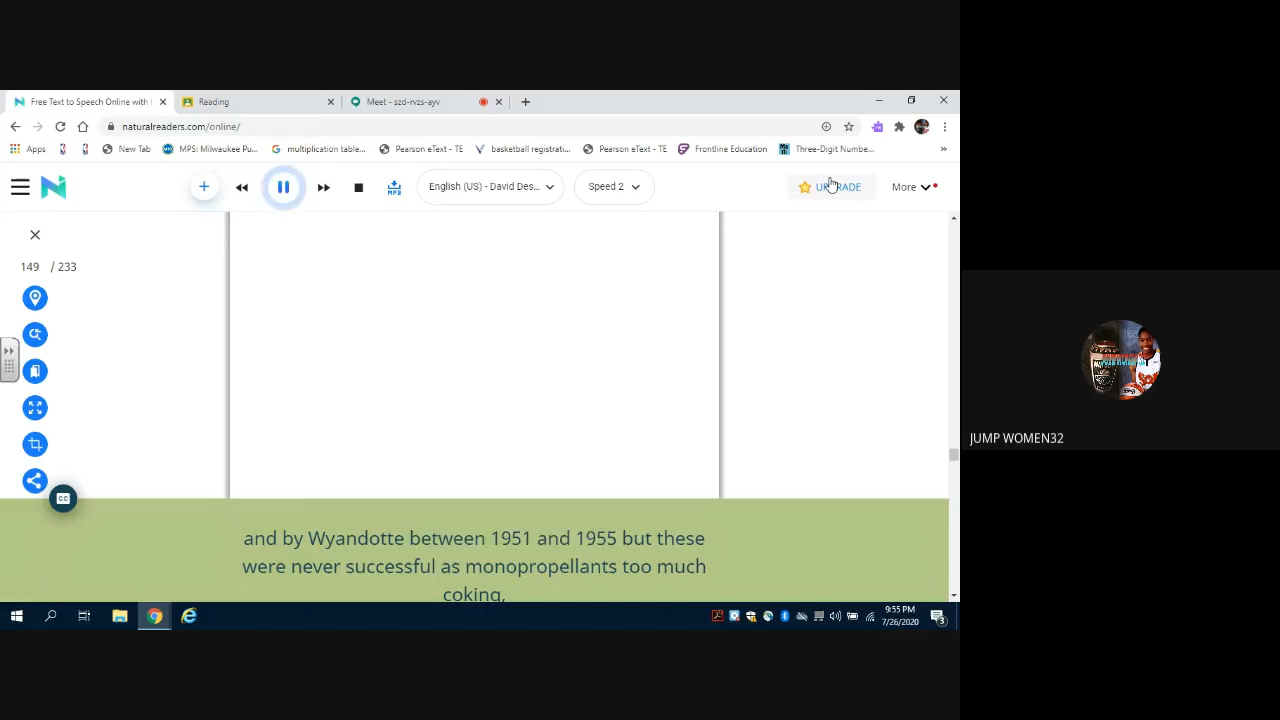 Free Text to Speech Online with
Reading
Meet - szd-rvzs-ayv
naturalreaders.com/online/
Apps
New Tab
MPS: Milwaukee Pu...
multiplication table...
Pearson eText - TE
basketball registrati...
Pearson eText - TE
Frontline Education
Three-Digit Numbe...
»
MP3
English (US) - David Des...
Speed 2
UPGRADE
More
149 / 233
CC
and by Wyandotte between 1951 and 1955 but these
were never successful as monopropellants too much
coking,
JUMP WOMEN32
9:55 PM
7/26/2020
3